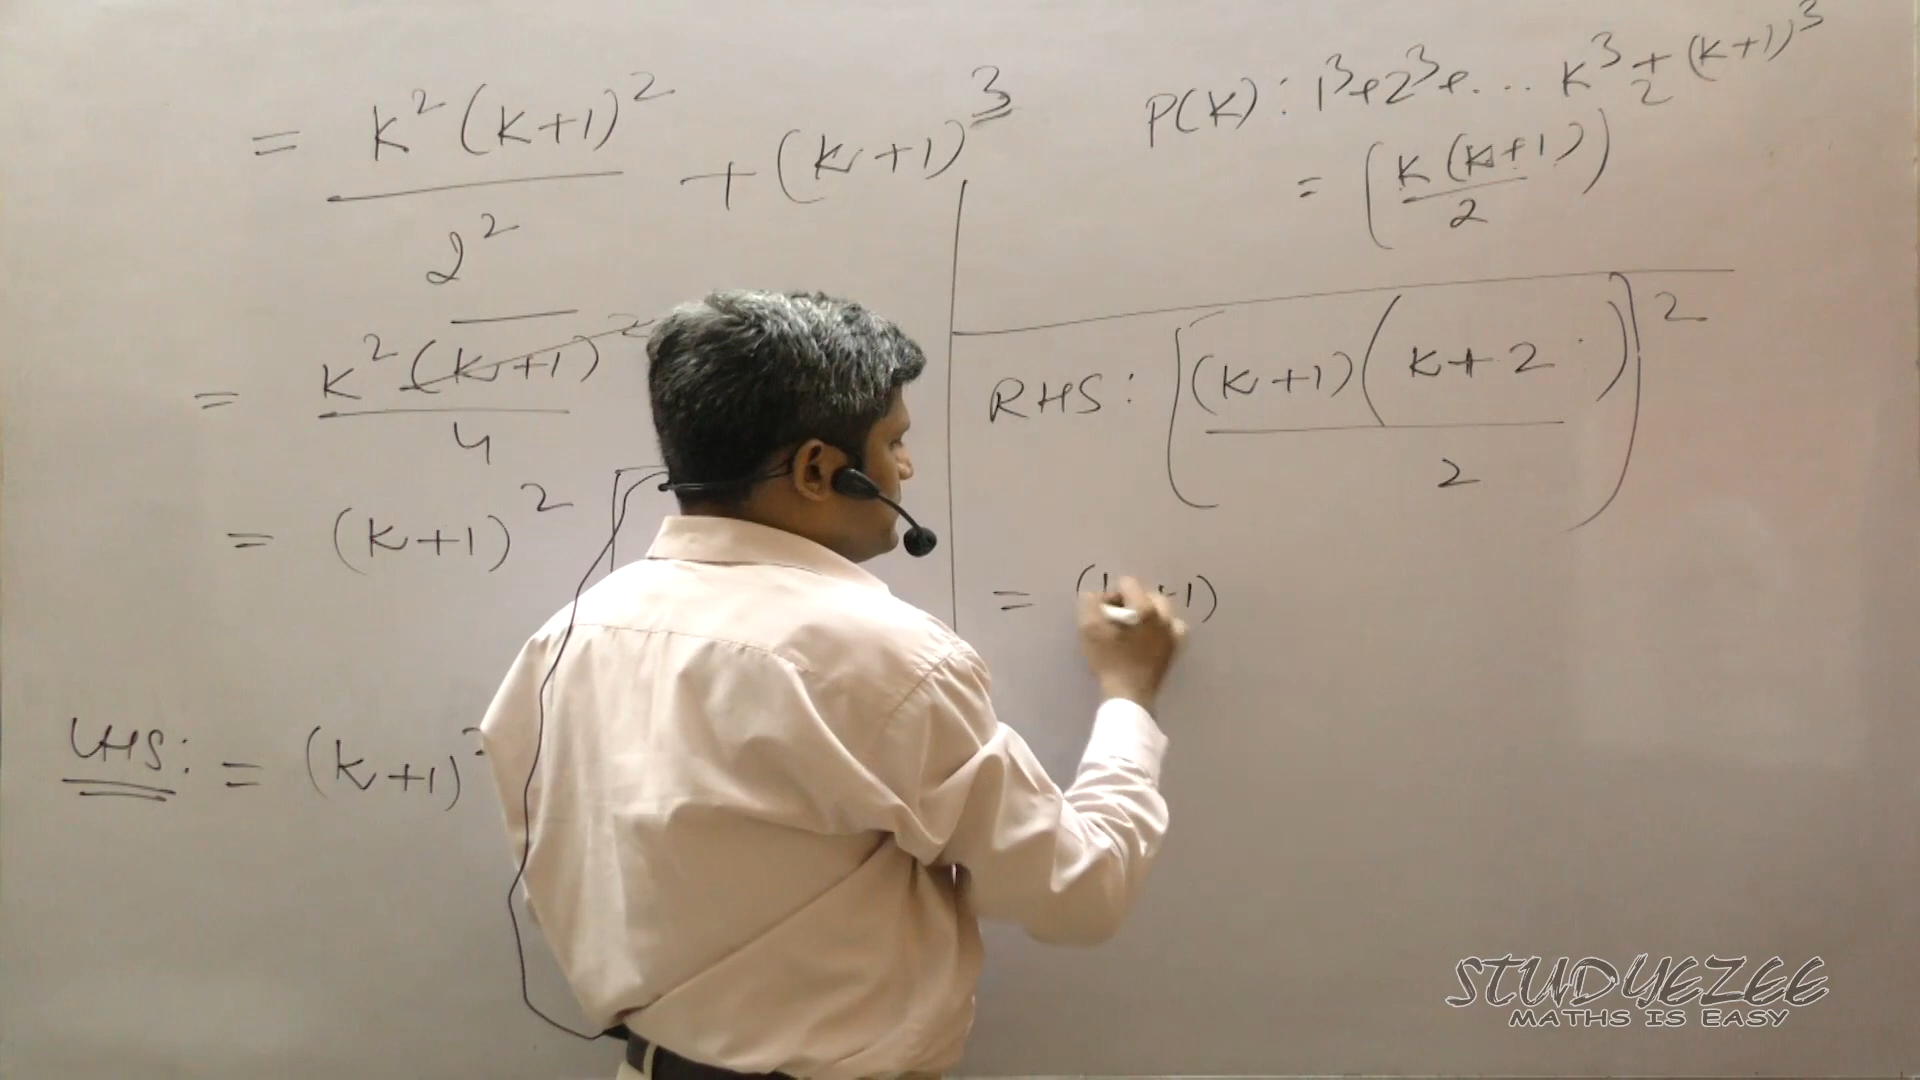 = K²(K+1)² / 2² + (K+1)³
= K²(K+1)² / 4
= (K+1)²
LHS: = (K+1)
P(K): 1³+2³+... K³+(K+1)³
= (K(K+1)/2)²
RHS: ((K+1)(K+2)/2)²
= (K+1)
STUDYEZEE
MATHS IS EASY